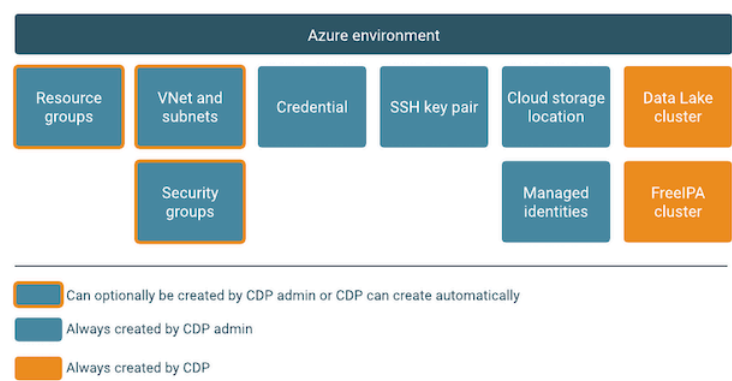 Azure environment
Resource
groups
VNet and
subnets
Credential
SSH key pair
Cloud storage
location
Data Lake
cluster
Security
groups
Managed
identities
FreeIPA
cluster
Can optionally be created by CDP admin or CDP can create automatically
Always created by CDP admin
Always created by CDP